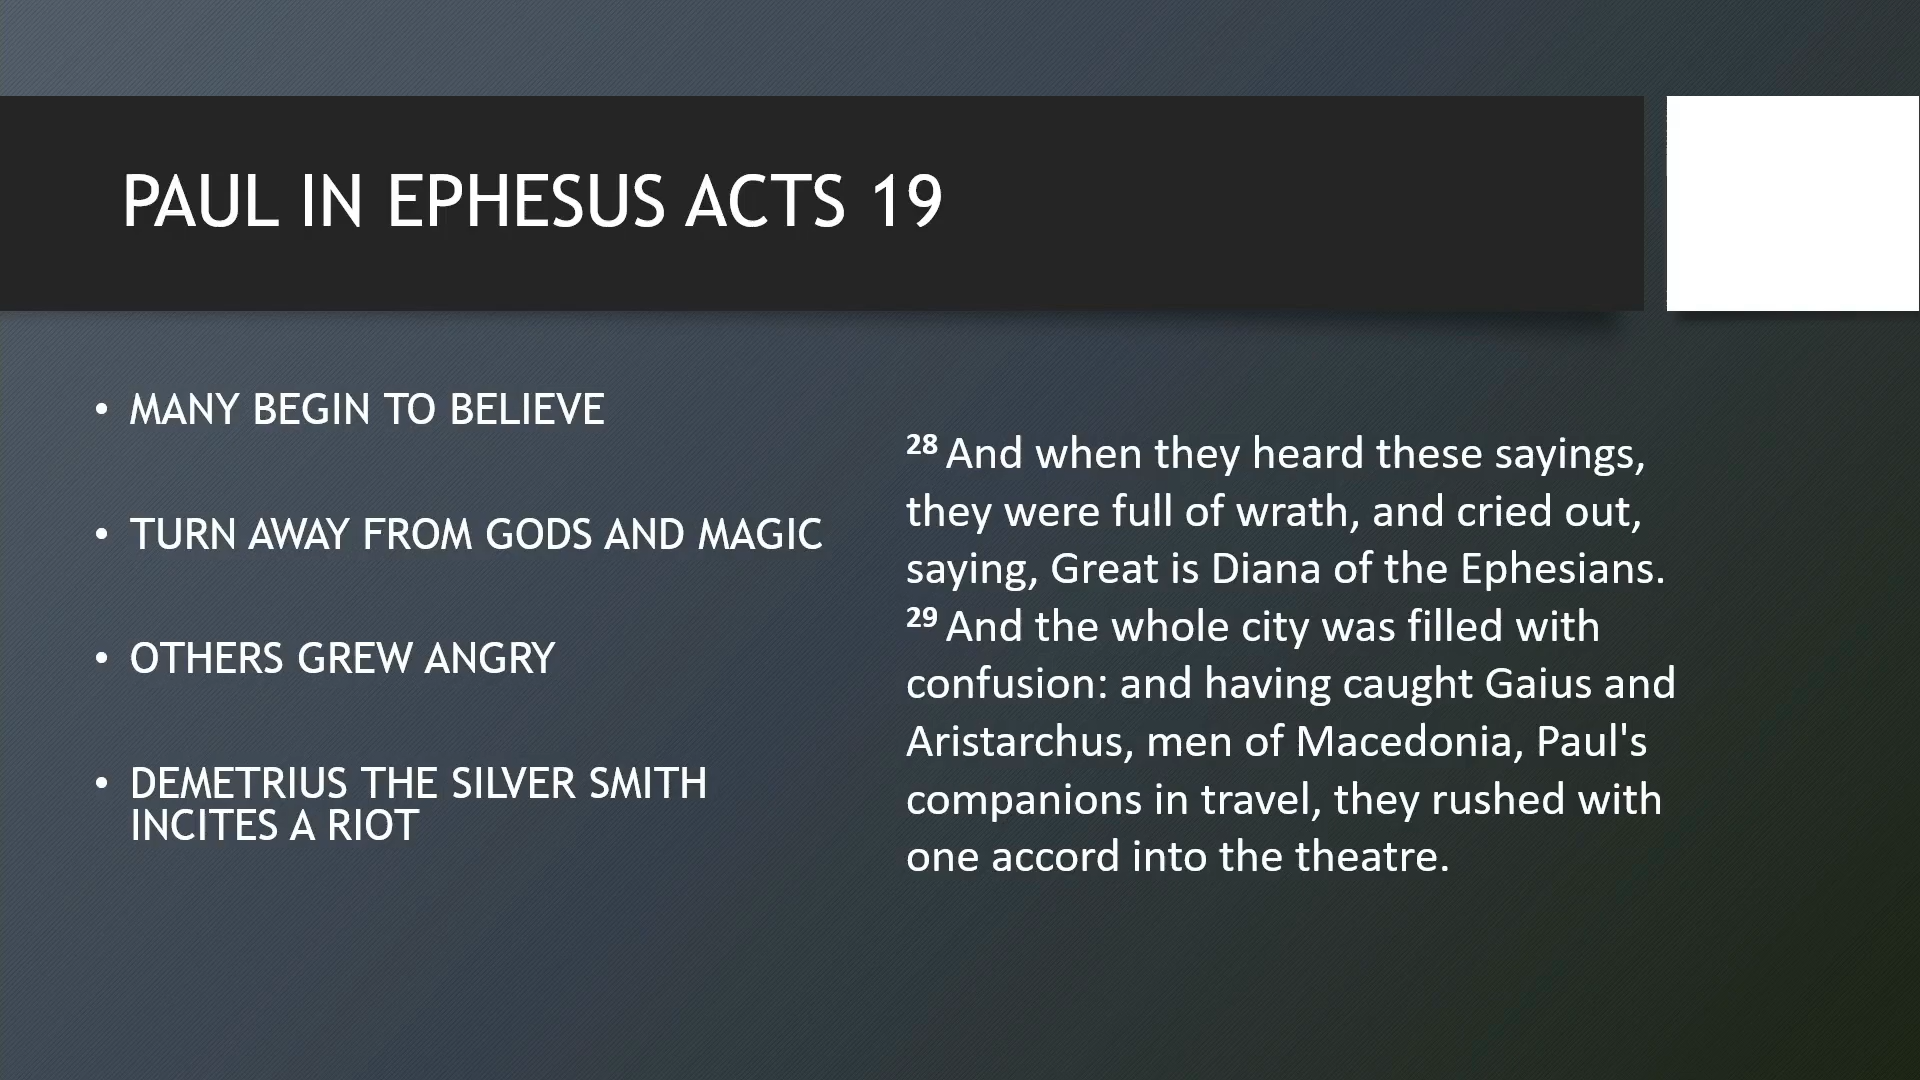 PAUL IN EPHESUS ACTS 19
• MANY BEGIN TO BELIEVE
• TURN AWAY FROM GODS AND MAGIC
• OTHERS GREW ANGRY
• DEMETRIUS THE SILVER SMITH
INCITES A RIOT
28 And when they heard these sayings,
they were full of wrath, and cried out,
saying, Great is Diana of the Ephesians.
29 And the whole city was filled with
confusion: and having caught Gaius and
Aristarchus, men of Macedonia, Paul's
companions in travel, they rushed with
one accord into the theatre.